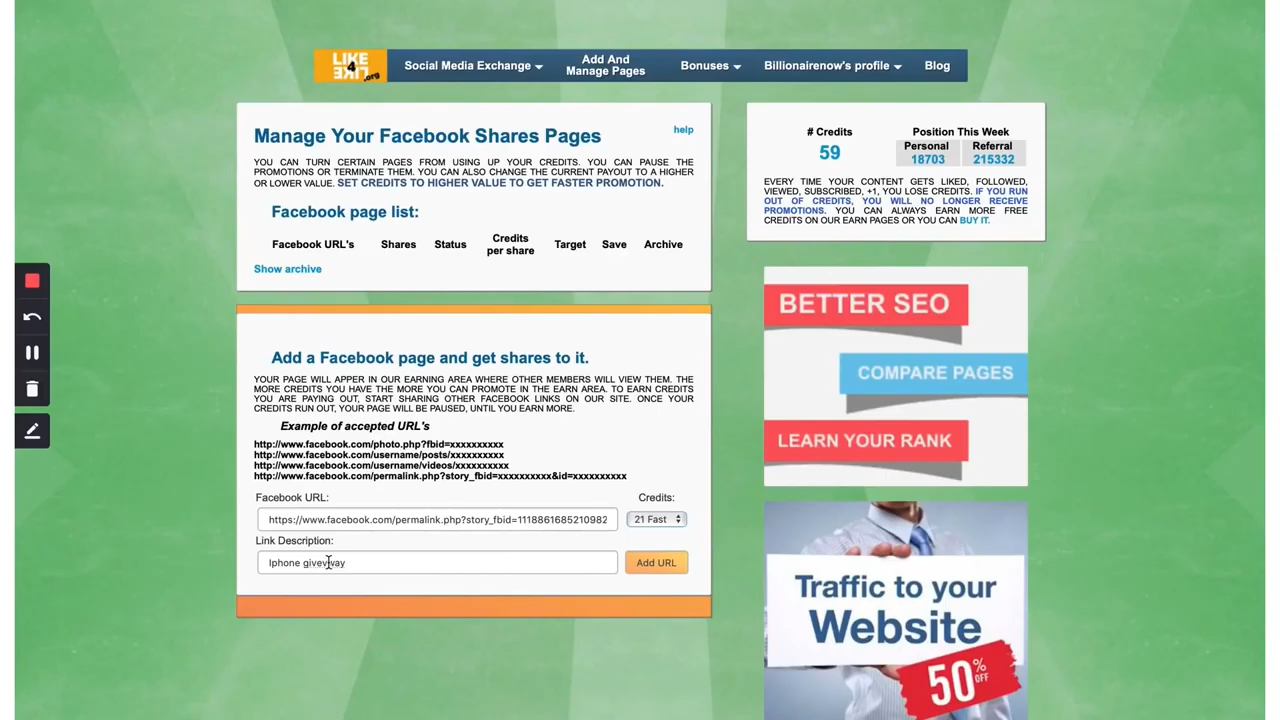 LIKE
4
LIKE
.org
Social Media Exchange
Add And
Manage Pages
Bonuses
Billionairenow's profile
Blog
Manage Your Facebook Shares Pages
help
YOU CAN TURN CERTAIN PAGES FROM USING UP YOUR CREDITS. YOU CAN PAUSE THE
PROMOTIONS OR TERMINATE THEM. YOU CAN ALSO CHANGE THE CURRENT PAYOUT TO A HIGHER
OR LOWER VALUE. SET CREDITS TO HIGHER VALUE TO GET FASTER PROMOTION.
Facebook page list:
Facebook URL's Shares Status Credits per share Target Save Archive
Show archive
Add a Facebook page and get shares to it.
YOUR PAGE WILL APPER IN OUR EARNING AREA WHERE OTHER MEMBERS WILL VIEW THEM. THE
MORE CREDITS YOU HAVE THE MORE YOU CAN PROMOTE IN THE EARN AREA. TO EARN CREDITS
YOU ARE PAYING OUT, START SHARING OTHER FACEBOOK LINKS ON OUR SITE. ONCE YOUR
CREDITS RUN OUT, YOUR PAGE WILL BE PAUSED, UNTIL YOU EARN MORE.
Example of accepted URL's
http://www.facebook.com/photo.php?fbid=xxxxxxxxxx
http://www.facebook.com/username/posts/xxxxxxxxxx
http://www.facebook.com/username/videos/xxxxxxxxxx
http://www.facebook.com/permalink.php?story_fbid=xxxxxxxxxx&id=xxxxxxxxxx
Facebook URL: Credits:
https://www.facebook.com/permalink.php?story_fbid=1118861685210982 21 Fast
Link Description:
Iphone giveway Add URL
# Credits
59
Position This Week
Personal Referral
18703 215332
EVERY TIME YOUR CONTENT GETS LIKED, FOLLOWED,
VIEWED, SUBSCRIBED, +1, YOU LOSE CREDITS. IF YOU RUN
OUT OF CREDITS, YOU WILL NO LONGER RECEIVE
PROMOTIONS. YOU CAN ALWAYS EARN MORE FREE
CREDITS ON OUR EARN PAGES OR YOU CAN BUY IT.
BETTER SEO
COMPARE PAGES
LEARN YOUR RANK
Traffic to your
Website
50% OFF